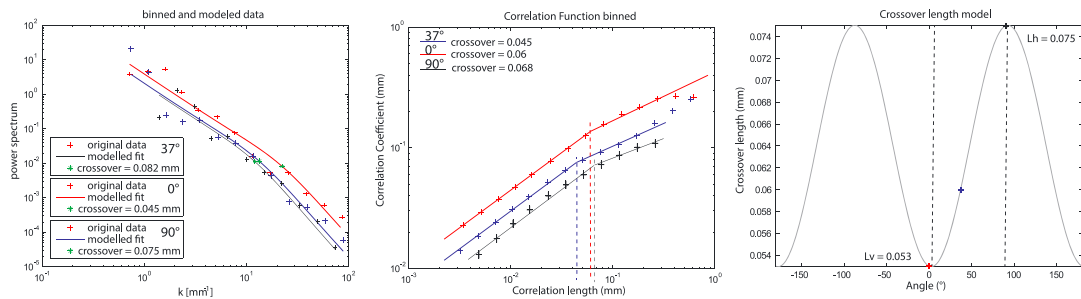 binned and modeled data
power spectrum
10^2
10^1
10^0
10^-1
10^-2
10^-3
10^-4
10^-5
original data 37°
modelled fit
crossover = 0.082 mm
original data 0°
modelled fit
crossover = 0.045 mm
original data 90°
modelled fit
crossover = 0.075 mm
10^-1 10^0 10^1 10^2
k [mm^-1]
Correlation Function binned
Correlation Coefficient (mm)
10^0
10^-1
10^-2
37° crossover = 0.045
0° crossover = 0.06
90° crossover = 0.068
10^-3 10^-2 10^-1 10^0
Correlation length (mm)
Crossover length model
Crossover length (mm)
0.074
0.072
0.07
0.068
0.066
0.064
0.062
0.06
0.058
0.056
0.054
Lh = 0.075
Lv = 0.053
-150 -100 -50 0 50 100 150
Angle (°)